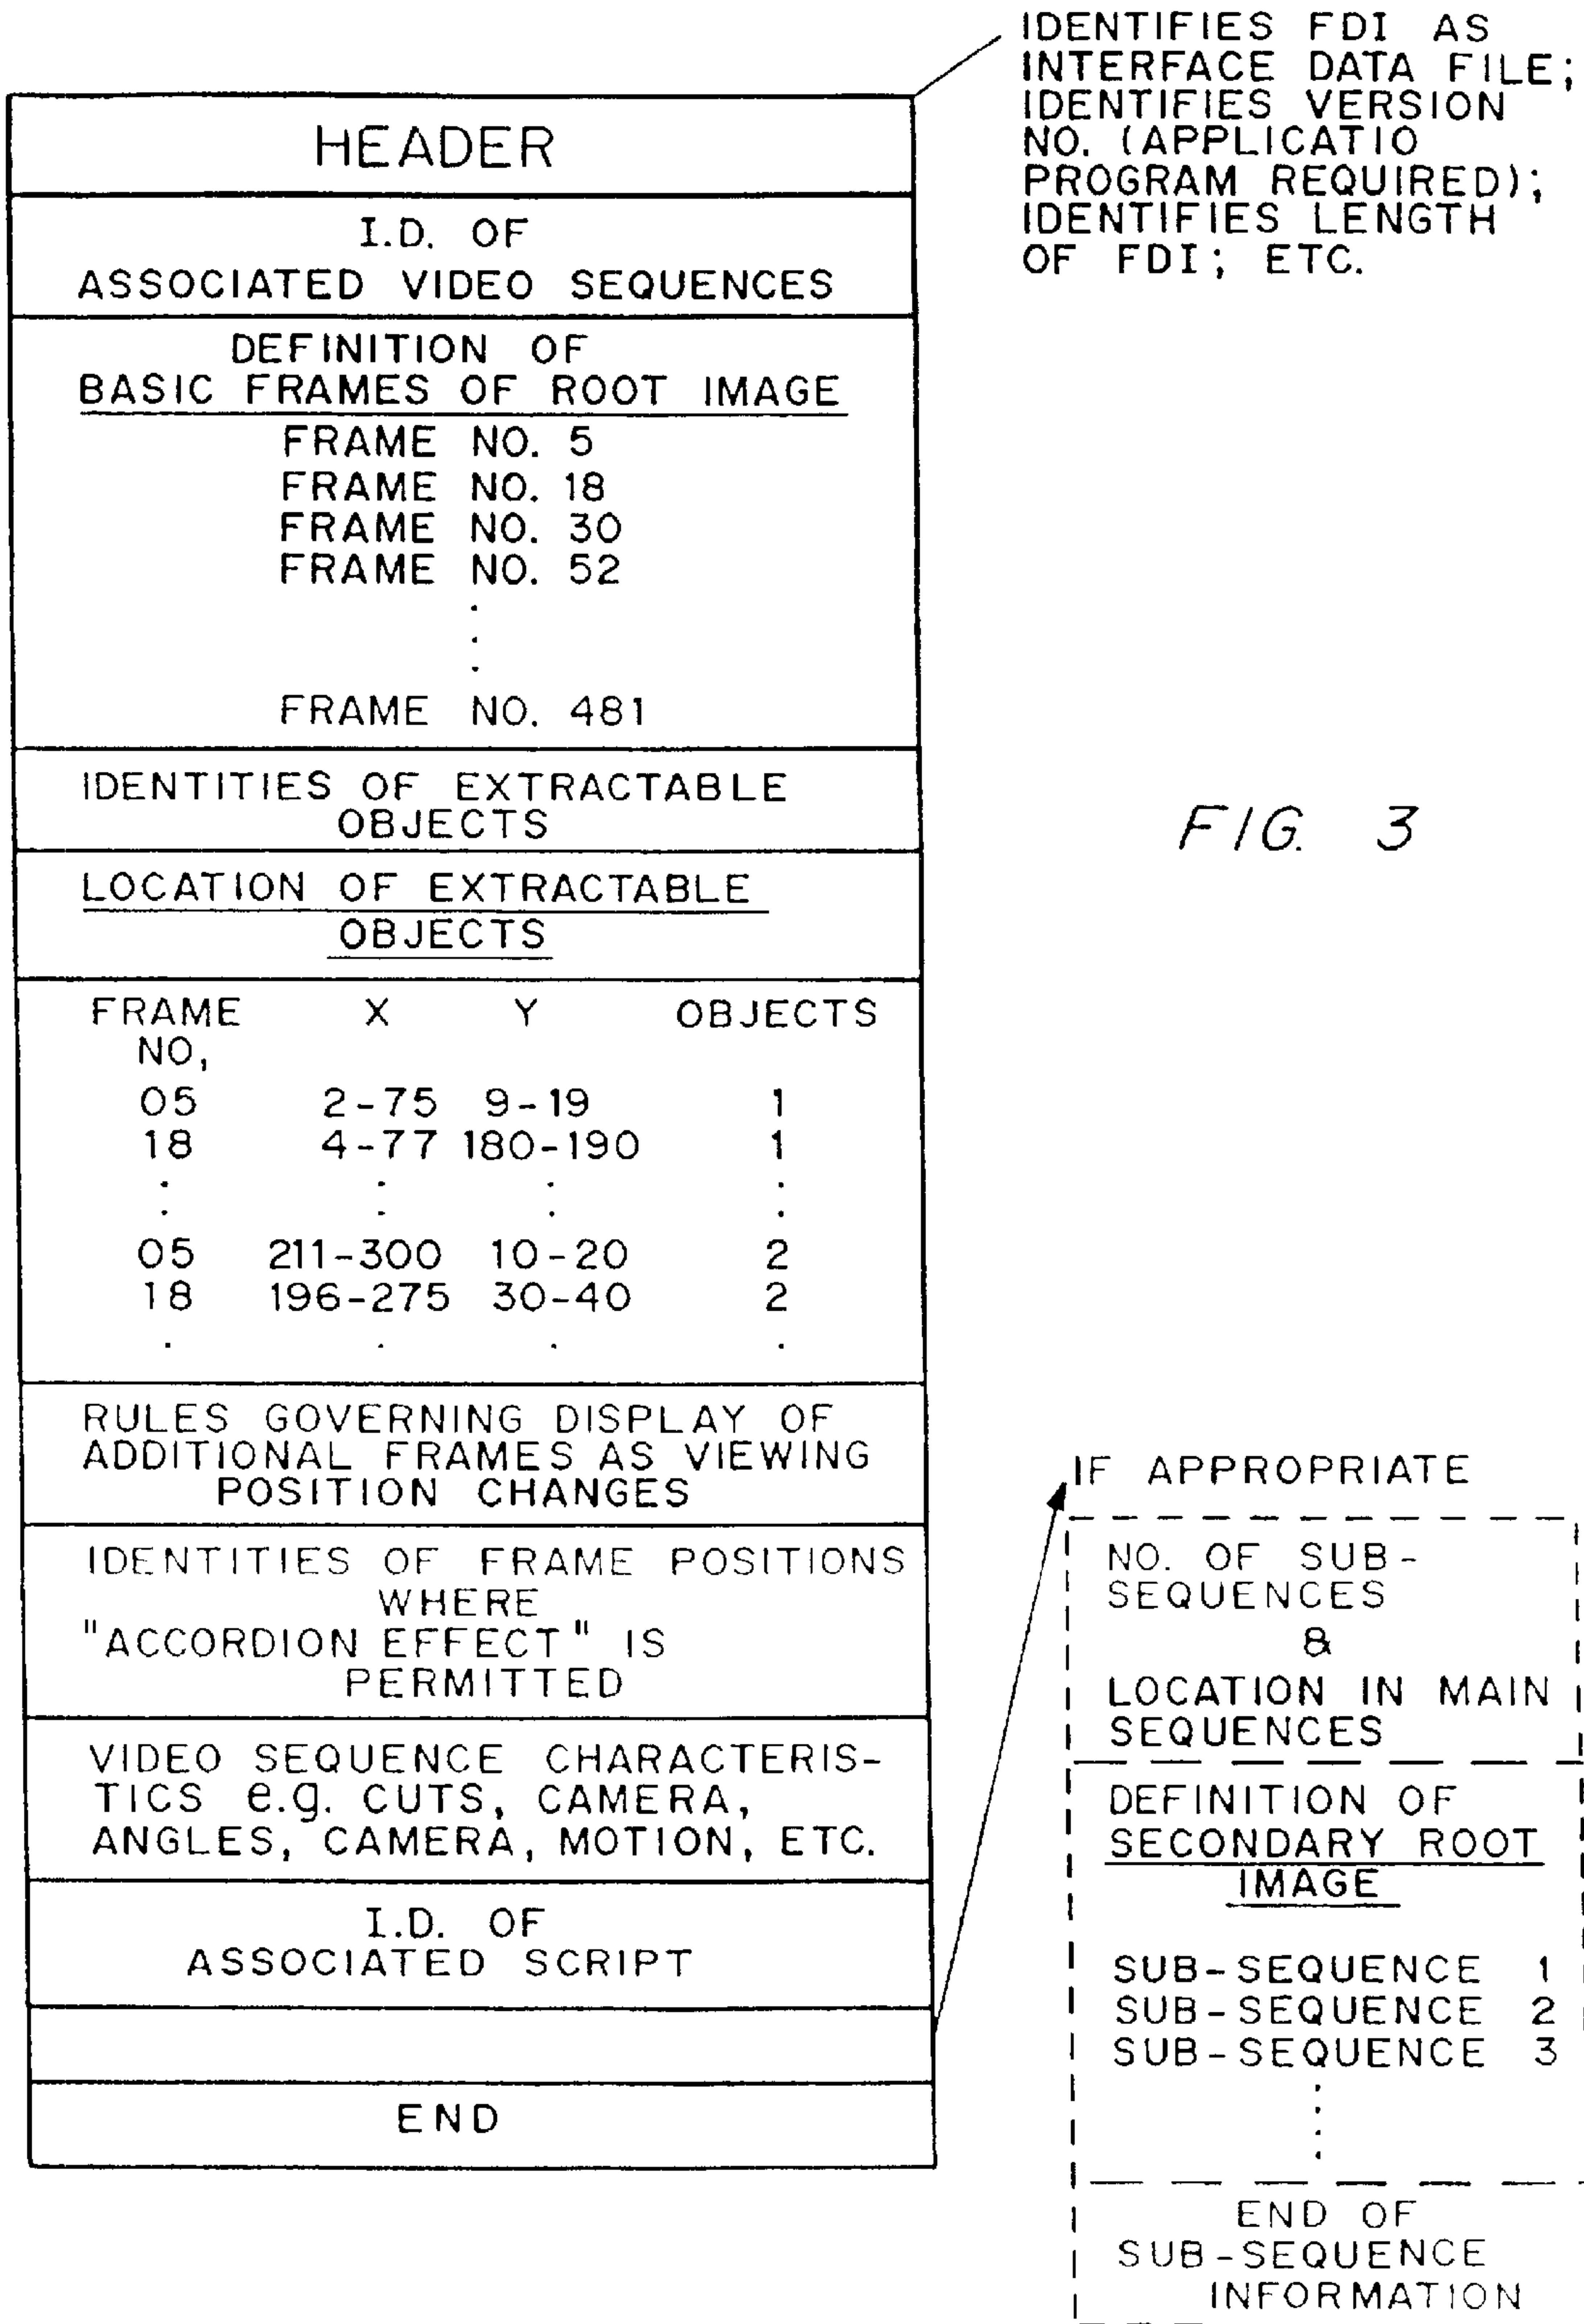 IDENTIFIES FDI AS
INTERFACE DATA FILE;
IDENTIFIES VERSION
NO. (APPLICATIO
PROGRAM REQUIRED);
IDENTIFIES LENGTH
OF FDI; ETC.
HEADER
I.D. OF
ASSOCIATED VIDEO SEQUENCES
DEFINITION OF
BASIC FRAMES OF ROOT IMAGE
FRAME NO. 5
FRAME NO. 18
FRAME NO. 30
FRAME NO. 52
.
.
.
FRAME NO. 481
IDENTITIES OF EXTRACTABLE
OBJECTS
LOCATION OF EXTRACTABLE
OBJECTS
FRAME X Y OBJECTS
NO,
05 2-75 9-19 1
18 4-77 180-190 1
. . . .
. . . .
05 211-300 10-20 2
18 196-275 30-40 2
. . . .
RULES GOVERNING DISPLAY OF
ADDITIONAL FRAMES AS VIEWING
POSITION CHANGES
IDENTITIES OF FRAME POSITIONS
WHERE
"ACCORDION EFFECT" IS
PERMITTED
VIDEO SEQUENCE CHARACTERIS-
TICS e.g. CUTS, CAMERA,
ANGLES, CAMERA, MOTION, ETC.
I.D. OF
ASSOCIATED SCRIPT
END
FIG. 3
IF APPROPRIATE
NO. OF SUB-
SEQUENCES
&
LOCATION IN MAIN
SEQUENCES
DEFINITION OF
SECONDARY ROOT
IMAGE
SUB-SEQUENCE 1
SUB-SEQUENCE 2
SUB-SEQUENCE 3
.
.
.
.
END OF
SUB-SEQUENCE
INFORMATION